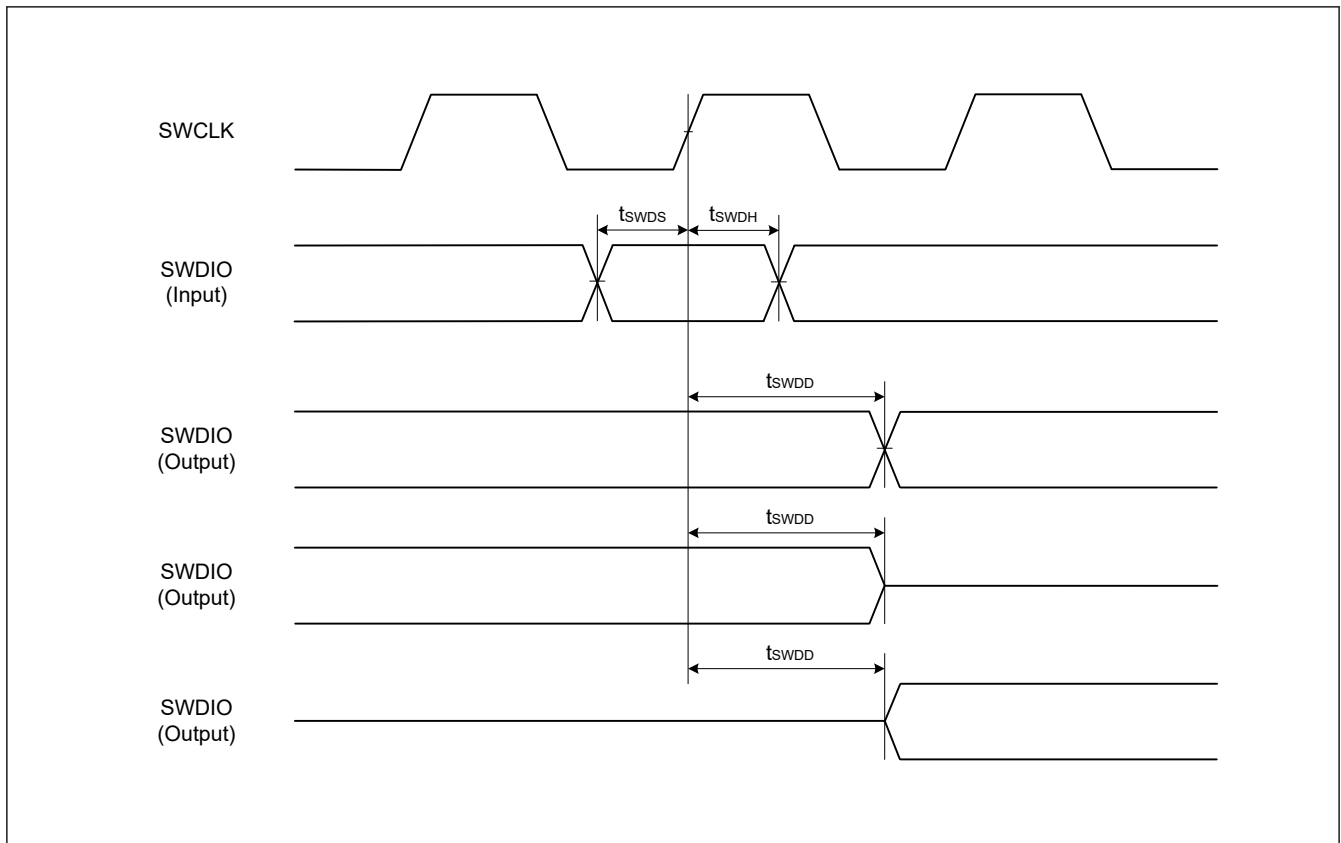 SWCLK
tSWDS
tSWDH
SWDIO
(Input)
tSWDD
SWDIO
(Output)
tSWDD
SWDIO
(Output)
tSWDD
SWDIO
(Output)